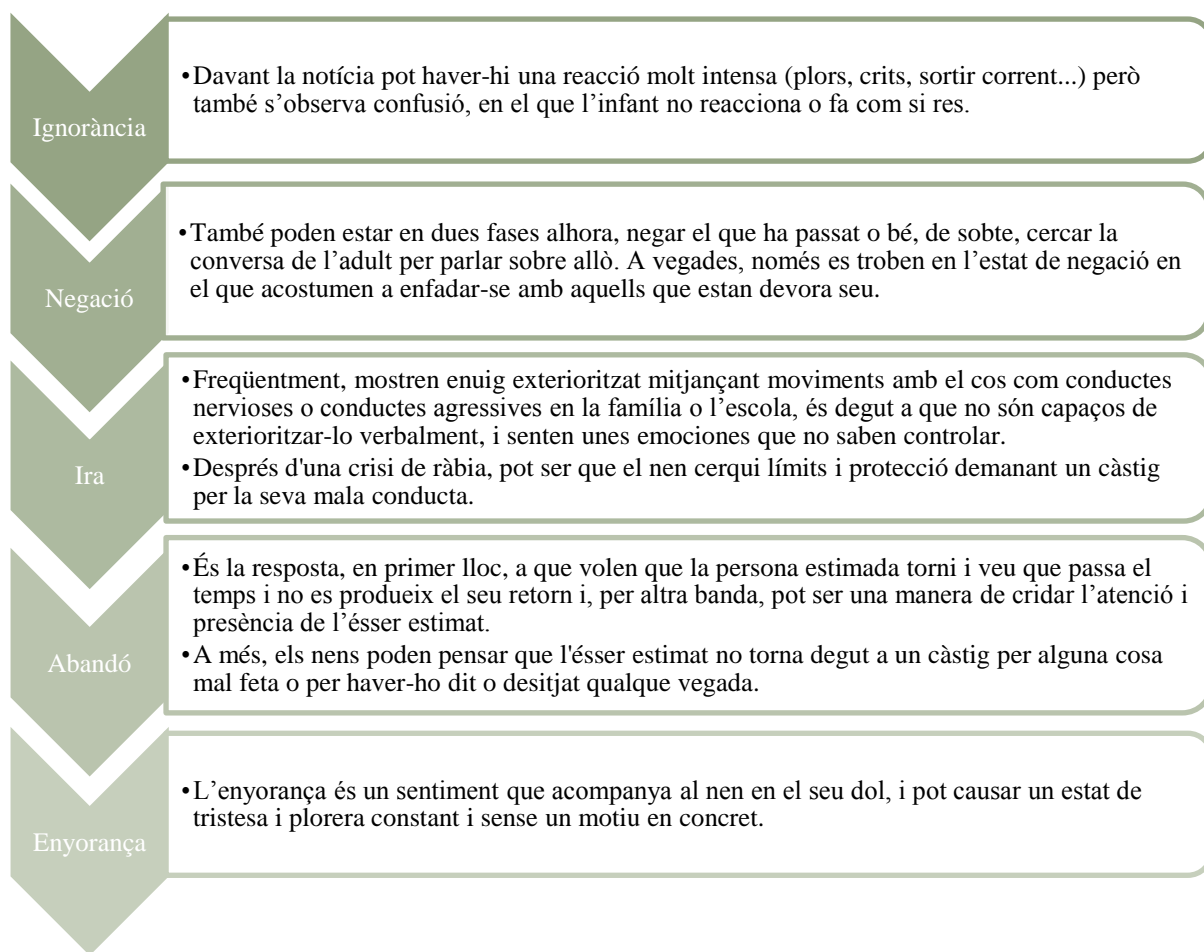 Ignorància
•Davant la notícia pot haver-hi una reacció molt intensa (plors, crits, sortir corrent...) però
també s’observa confusió, en el que l’infant no reacciona o fa com si res.
Negació
•També poden estar en dues fases alhora, negar el que ha passat o bé, de sobte, cercar la
conversa de l’adult per parlar sobre allò. A vegades, només es troben en l’estat de negació en
el que acostumen a enfadar-se amb aquells que estan devora seu.
Ira
•Freqüentment, mostren enuig exterioritzat mitjançant moviments amb el cos com conductes
nervioses o conductes agressives en la família o l’escola, és degut a que no són capaços de
exterioritzar-lo verbalment, i senten unes emocions que no saben controlar.
•Després d'una crisi de ràbia, pot ser que el nen cerqui límits i protecció demanant un càstig
per la seva mala conducta.
Abandó
•És la resposta, en primer lloc, a que volen que la persona estimada torni i veu que passa el
temps i no es produeix el seu retorn i, per altra banda, pot ser una manera de cridar l’atenció i
presència de l’ésser estimat.
•A més, els nens poden pensar que l'ésser estimat no torna degut a un càstig per alguna cosa
mal feta o per haver-ho dit o desitjat qualque vegada.
Enyorança
•L’enyorança és un sentiment que acompanya al nen en el seu dol, i pot causar un estat de
tristesa i plorera constant i sense un motiu en concret.